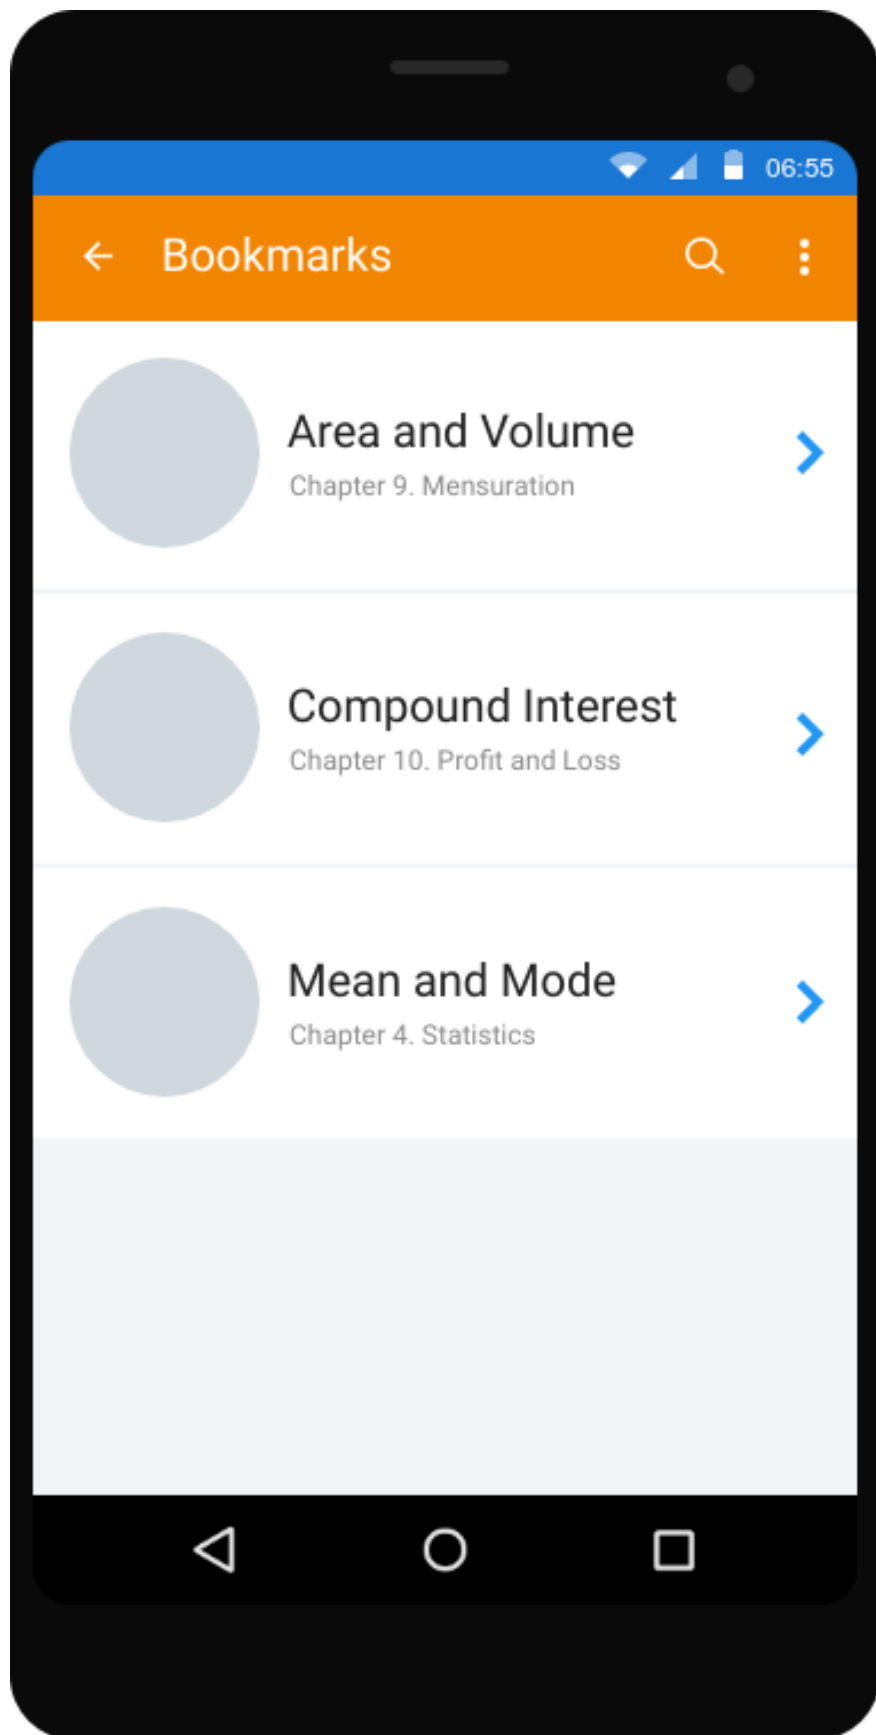 06:55
Bookmarks
Area and Volume
Chapter 9. Mensuration
Compound Interest
Chapter 10. Profit and Loss
Mean and Mode
Chapter 4. Statistics